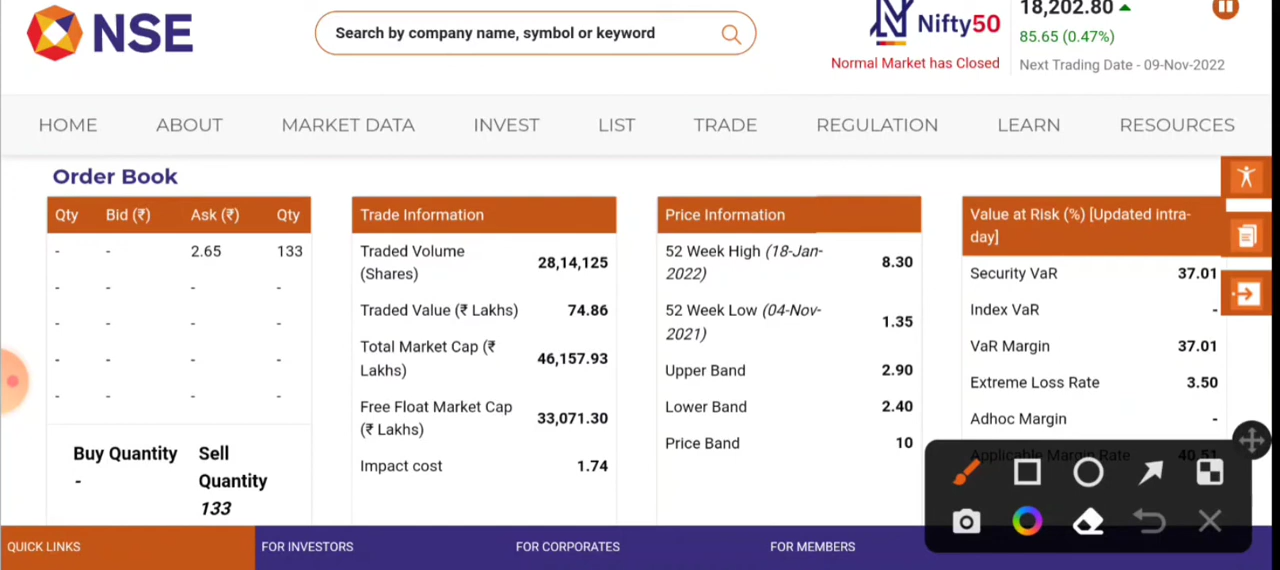 NSE
Search by company name, symbol or keyword
Nifty50
18,202.80
85.65 (0.47%)
Normal Market has Closed
Next Trading Date - 09-Nov-2022
HOME ABOUT MARKET DATA INVEST LIST TRADE REGULATION LEARN RESOURCES
Order Book
Qty Bid (₹) Ask (₹) Qty
- - 2.65 133
- - - -
- - - -
- - - -
- - - -
Buy Quantity Sell
- Quantity
133
Trade Information
Traded Volume
(Shares) 28,14,125
Traded Value (₹ Lakhs) 74.86
Total Market Cap (₹
Lakhs) 46,157.93
Free Float Market Cap
(₹ Lakhs) 33,071.30
Impact cost 1.74
Price Information
52 Week High (18-Jan-
2022) 8.30
52 Week Low (04-Nov-
2021) 1.35
Upper Band 2.90
Lower Band 2.40
Price Band 10
Value at Risk (%) [Updated intra-
day]
Security VaR 37.01
Index VaR -
VaR Margin 37.01
Extreme Loss Rate 3.50
Adhoc Margin -
Applicable Margin Rate 40.51
QUICK LINKS FOR INVESTORS FOR CORPORATES FOR MEMBERS